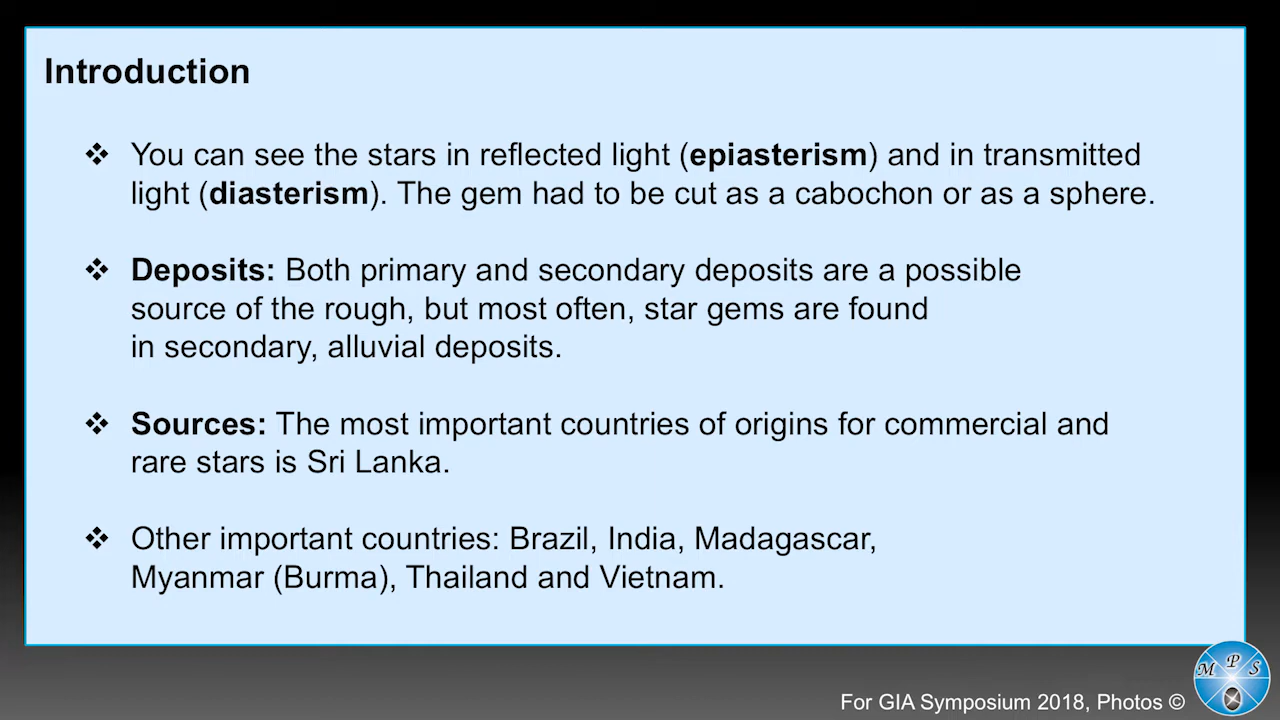 Introduction
❖ You can see the stars in reflected light (epiasterism) and in transmitted
light (diasterism). The gem had to be cut as a cabochon or as a sphere.
❖ Deposits: Both primary and secondary deposits are a possible
source of the rough, but most often, star gems are found
in secondary, alluvial deposits.
❖ Sources: The most important countries of origins for commercial and
rare stars is Sri Lanka.
❖ Other important countries: Brazil, India, Madagascar,
Myanmar (Burma), Thailand and Vietnam.
For GIA Symposium 2018, Photos ©
M P S